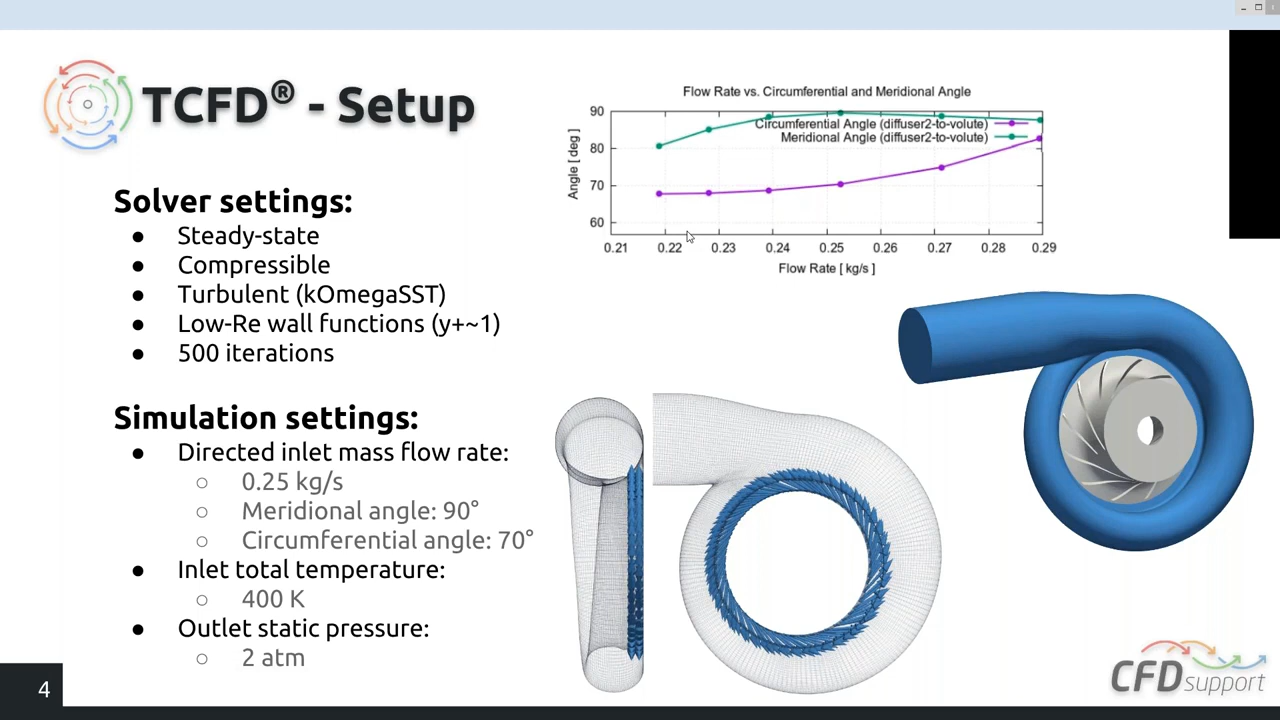 TCFD® - Setup
Solver settings:
● Steady-state
● Compressible
● Turbulent (kOmegaSST)
● Low-Re wall functions (y+~1)
● 500 iterations
Simulation settings:
● Directed inlet mass flow rate:
○ 0.25 kg/s
○ Meridional angle: 90°
○ Circumferential angle: 70°
● Inlet total temperature:
○ 400 K
● Outlet static pressure:
○ 2 atm
Flow Rate vs. Circumferential and Meridional Angle
Circumferential Angle (diffuser2-to-volute)
Meridional Angle (diffuser2-to-volute)
Angle [ deg ]
90
80
70
60
0.21 0.22 0.23 0.24 0.25 0.26 0.27 0.28 0.29
Flow Rate [ kg/s ]
4
CFD support